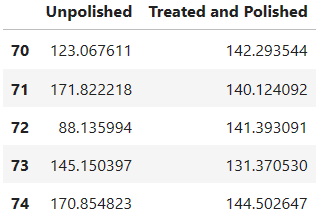 Unpolished Treated and Polished
70 123.067611 142.293544
71 171.822218 140.124092
72 88.135994 141.393091
73 145.150397 131.370530
74 170.854823 144.502647